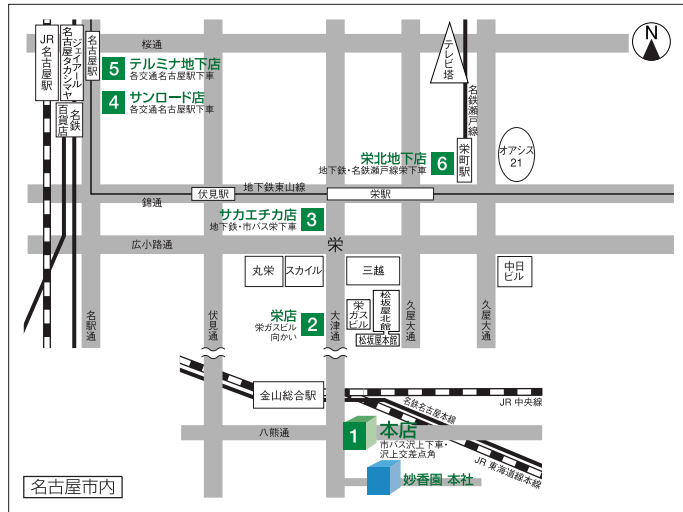 桜通
JR名古屋駅
ジェイアール
名古屋タカシマヤ
名鉄
百貨店
名古屋駅
5 テルミナ地下店
各交通名古屋駅下車
4 サンロード店
各交通名古屋駅下車
テレビ塔
名鉄瀬戸線
N
栄町駅
オアシス
21
栄北地下店 6
地下鉄・名鉄瀬戸線栄下車
地下鉄東山線
伏見駅
栄駅
錦通
サカエチカ店 3
地下鉄・市バス栄下車
広小路通
栄
丸栄
スカイル
三越
中日
ビル
名駅通
伏見通
栄店 2
栄ガスビル
向かい
大津通
栄ガスビル
松坂屋北館
松坂屋本館
久屋大通
久屋大通
金山総合駅
JR 中央線
名鉄名古屋本線
八熊通
1 本店
市バス沢上下車・
沢上交差点角
JR 東海道線本線
妙香園 本社
名古屋市内